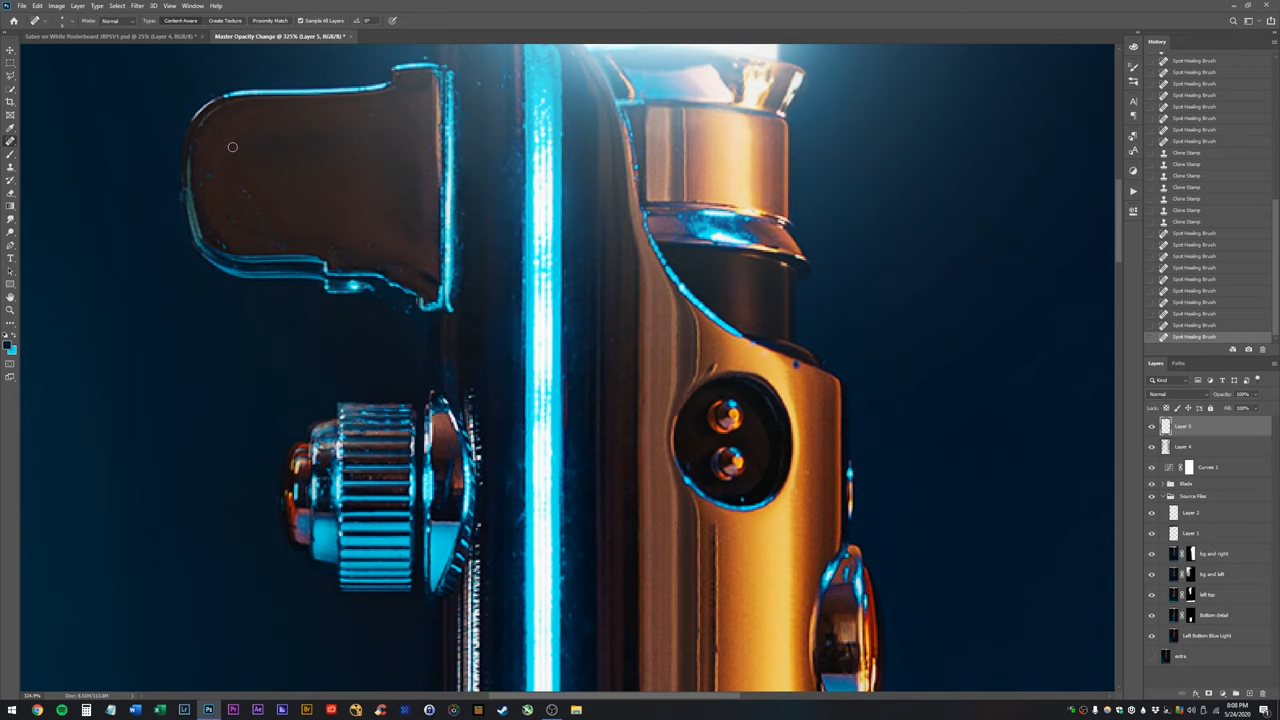 File Edit Image Layer Type Select Filter 3D View Window Help
Mode: Normal Type: Content-Aware Create Texture Proximity Match Sample All Layers 0°
Saber on White Posterboard JBPSV1.psd @ 25% (Layer 4, RGB/8) * × Master Opacity Change @ 325% (Layer 5, RGB/8) * ×
History
Spot Healing Brush
Spot Healing Brush
Spot Healing Brush
Spot Healing Brush
Spot Healing Brush
Spot Healing Brush
Spot Healing Brush
Spot Healing Brush
Clone Stamp
Clone Stamp
Clone Stamp
Clone Stamp
Clone Stamp
Clone Stamp
Clone Stamp
Spot Healing Brush
Spot Healing Brush
Spot Healing Brush
Spot Healing Brush
Spot Healing Brush
Spot Healing Brush
Spot Healing Brush
Spot Healing Brush
Spot Healing Brush
Spot Healing Brush
Layers Paths
Kind
Normal Opacity: 100%
Lock: Fill: 100%
Layer 5
Layer 4
Curves 1
Blade
Source Files
Layer 2
Layer 1
bg and right
bg and left
left top
Bottom detail
Left Bottom Blue Light
extra
324.9% Doc: 8.51M/113.8M
8:08 PM
5/24/2020